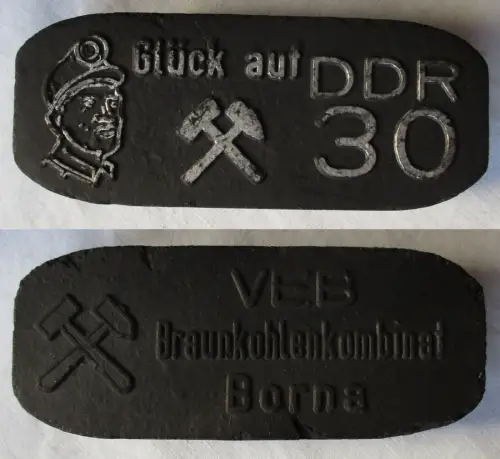 Glück auf DDR
30
VEB
Braunkohlenkombinat
Borna